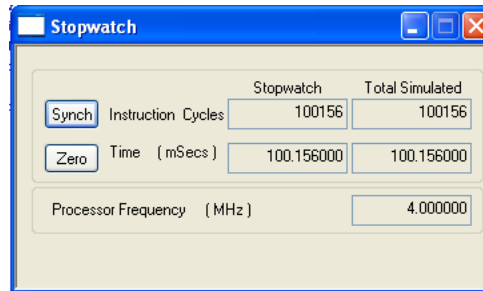 Stopwatch
Stopwatch Total Simulated
Synch Instruction Cycles 100156 100156
Zero Time (mSecs) 100.156000 100.156000
Processor Frequency (MHz) 4.000000